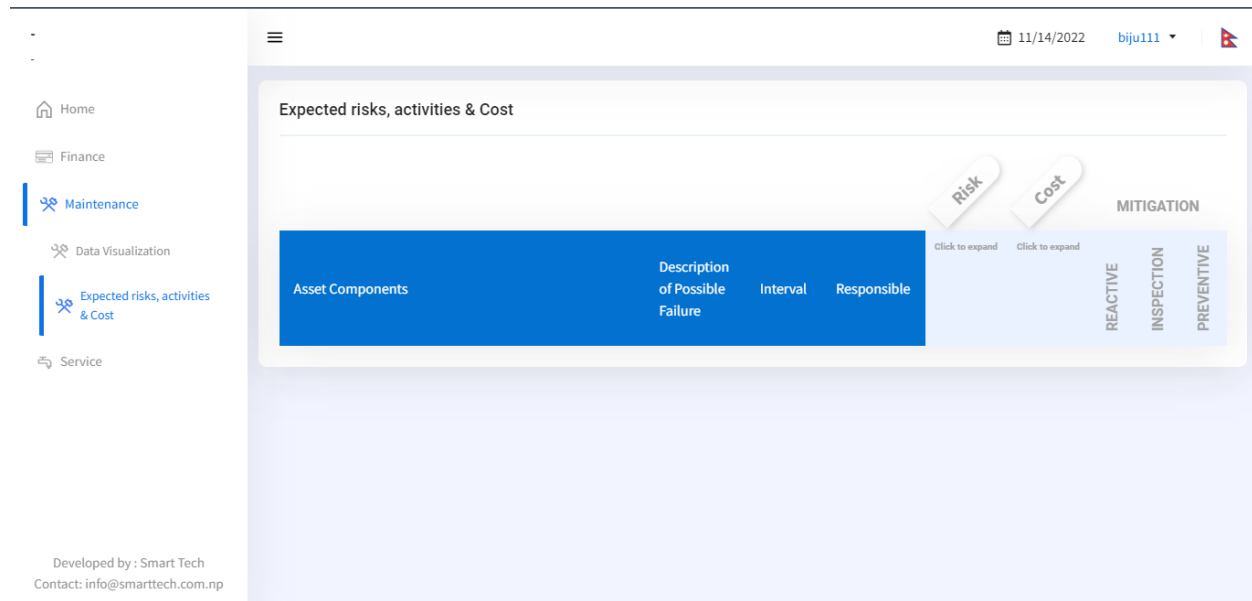 -
-
11/14/2022 biju111
Home
Finance
Maintenance
Data Visualization
Expected risks, activities
& Cost
Service
Developed by : Smart Tech
Contact: info@smarttech.com.np
Expected risks, activities & Cost
Risk
Cost
MITIGATION
Asset Components
Description
of Possible
Failure
Interval
Responsible
Click to expand
Click to expand
REACTIVE
INSPECTION
PREVENTIVE